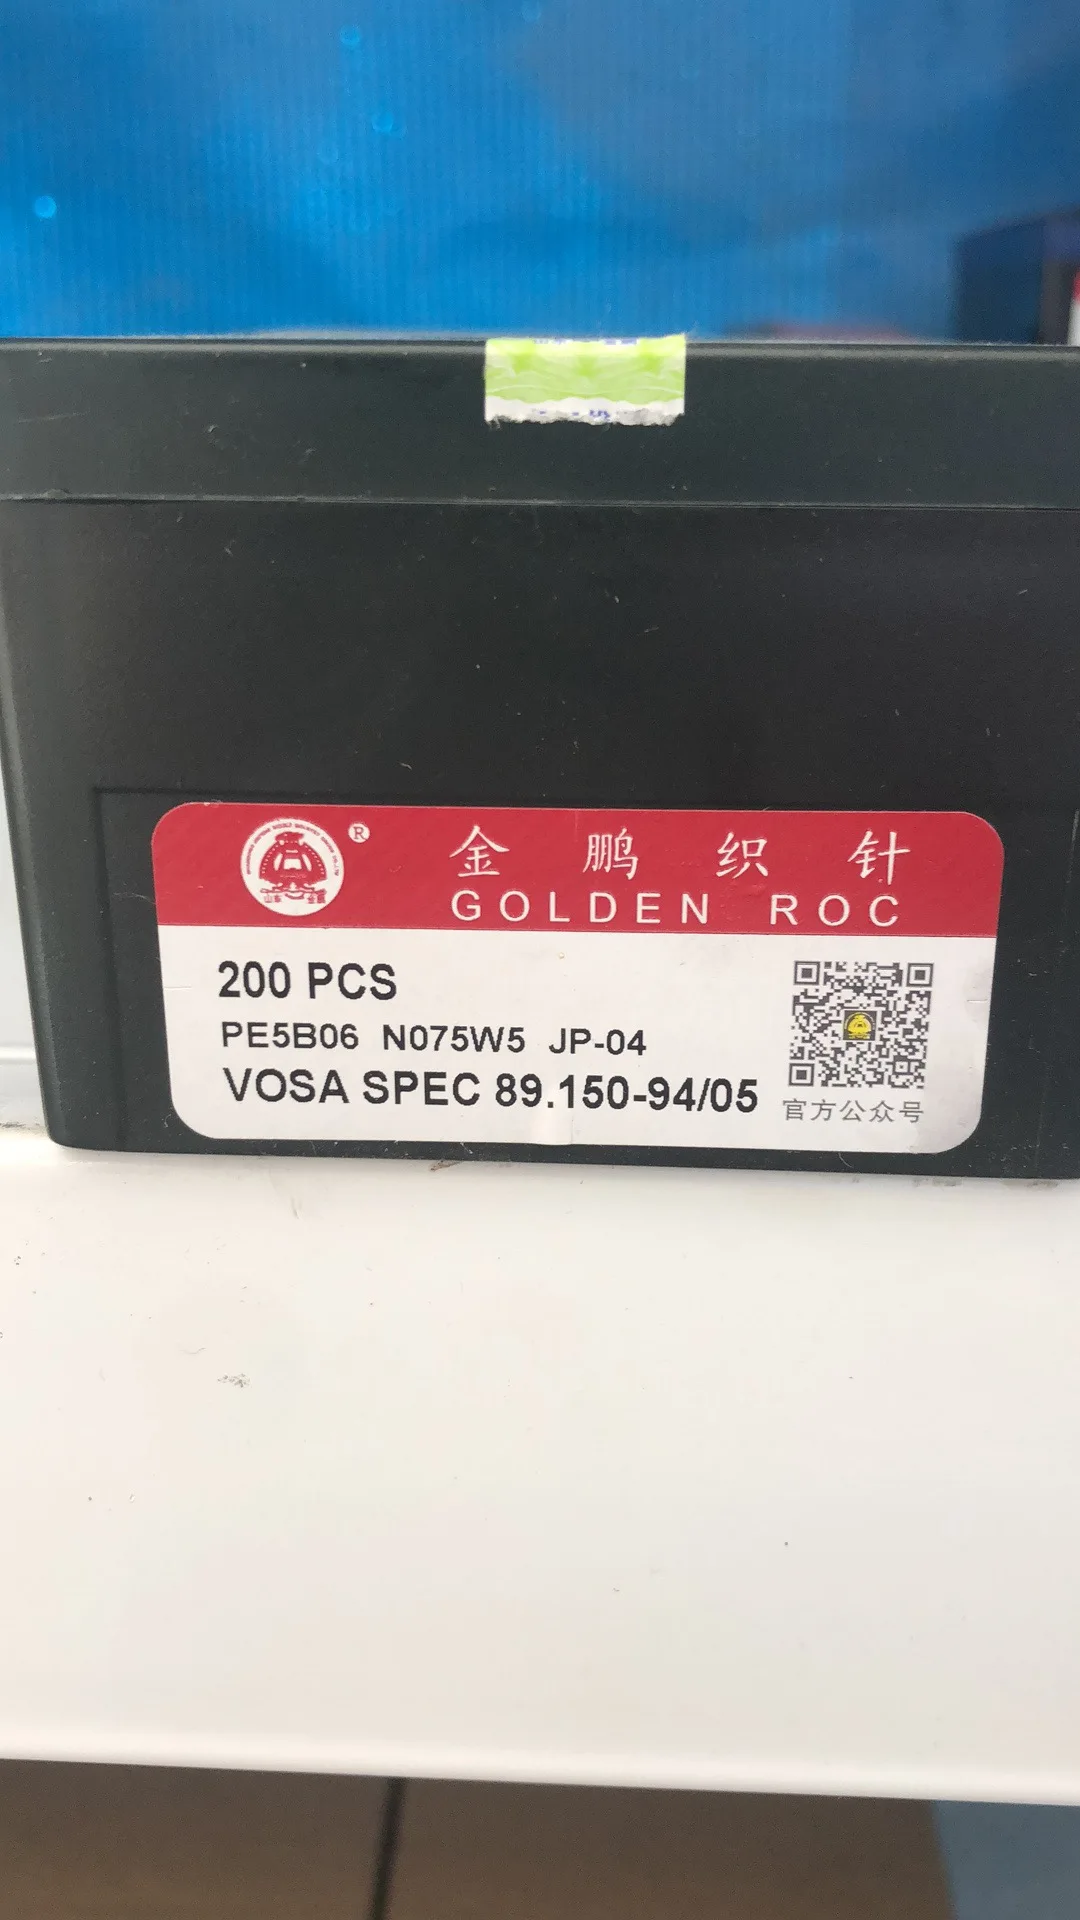 ®
金鹏织针
GOLDEN ROC
200 PCS
PE5B06 N075W5 JP-04
VOSA SPEC 89.150-94/05
官方公众号